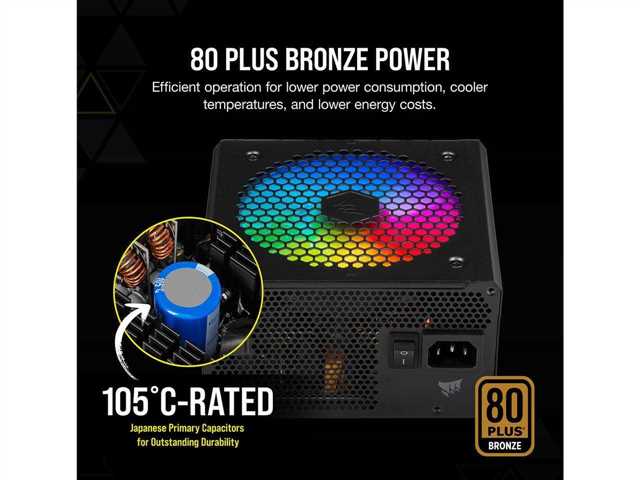 80 PLUS BRONZE POWER
Efficient operation for lower power consumption, cooler
temperatures, and lower energy costs.
105°C-RATED
Japanese Primary Capacitors
for Outstanding Durability
80
PLUS®
BRONZE